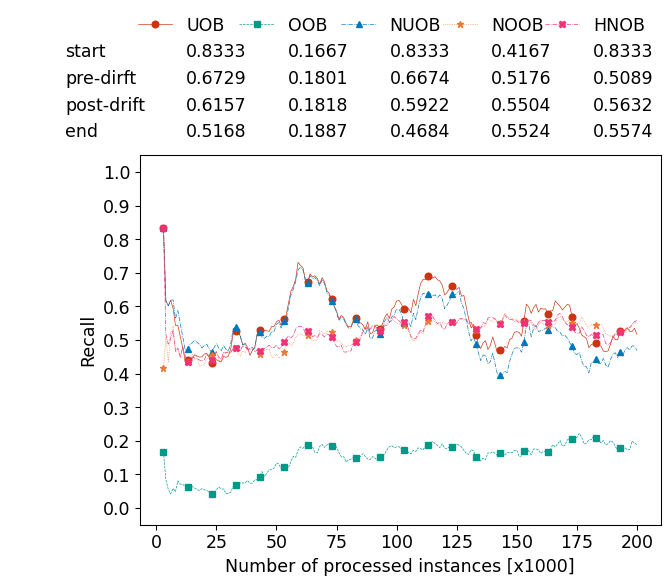 UOB OOB NUOB NOOB HNOB
start 0.8333 0.1667 0.8333 0.4167 0.8333
pre-dirft 0.6729 0.1801 0.6674 0.5176 0.5089
post-drift 0.6157 0.1818 0.5922 0.5504 0.5632
end 0.5168 0.1887 0.4684 0.5524 0.5574
1.0
0.9
0.8
0.7
0.6
0.5
0.4
0.3
0.2
0.1
0.0
Recall
0 25 50 75 100 125 150 175 200
Number of processed instances [x1000]